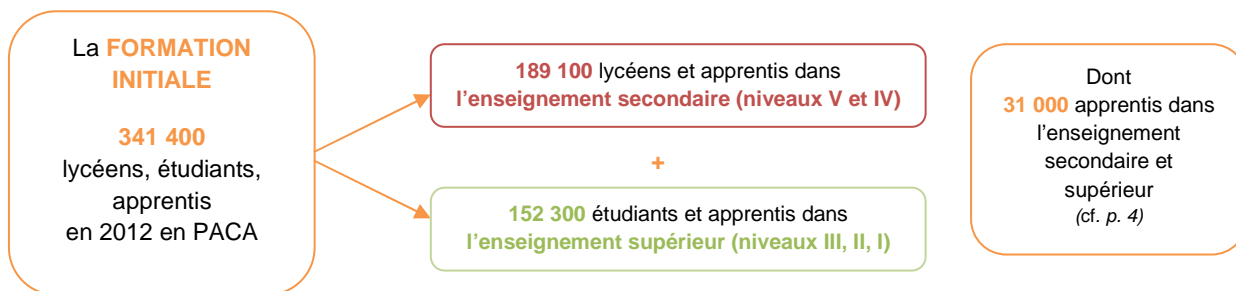 La FORMATION
INITIALE
341 400
lycéens, étudiants,
apprentis
en 2012 en PACA
189 100 lycéens et apprentis dans
l’enseignement secondaire (niveaux V et IV)
+
152 300 étudiants et apprentis dans
l’enseignement supérieur (niveaux III, II, I)
Dont
31 000 apprentis dans
l’enseignement
secondaire et
supérieur
(cf. p. 4)